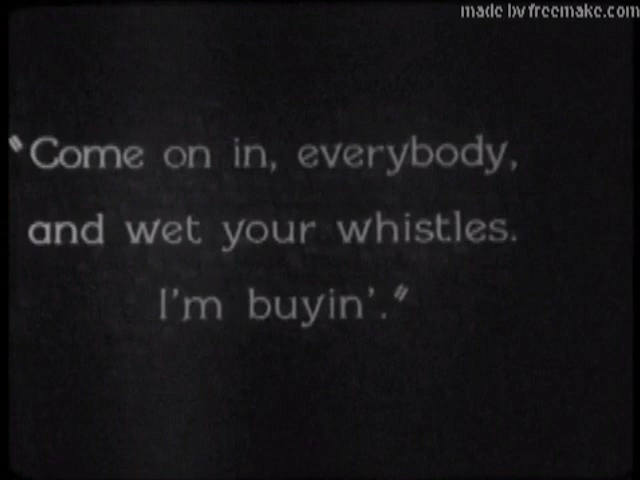 made by freemake.com
"Come on in, everybody,
and wet your whistles.
I'm buyin'."